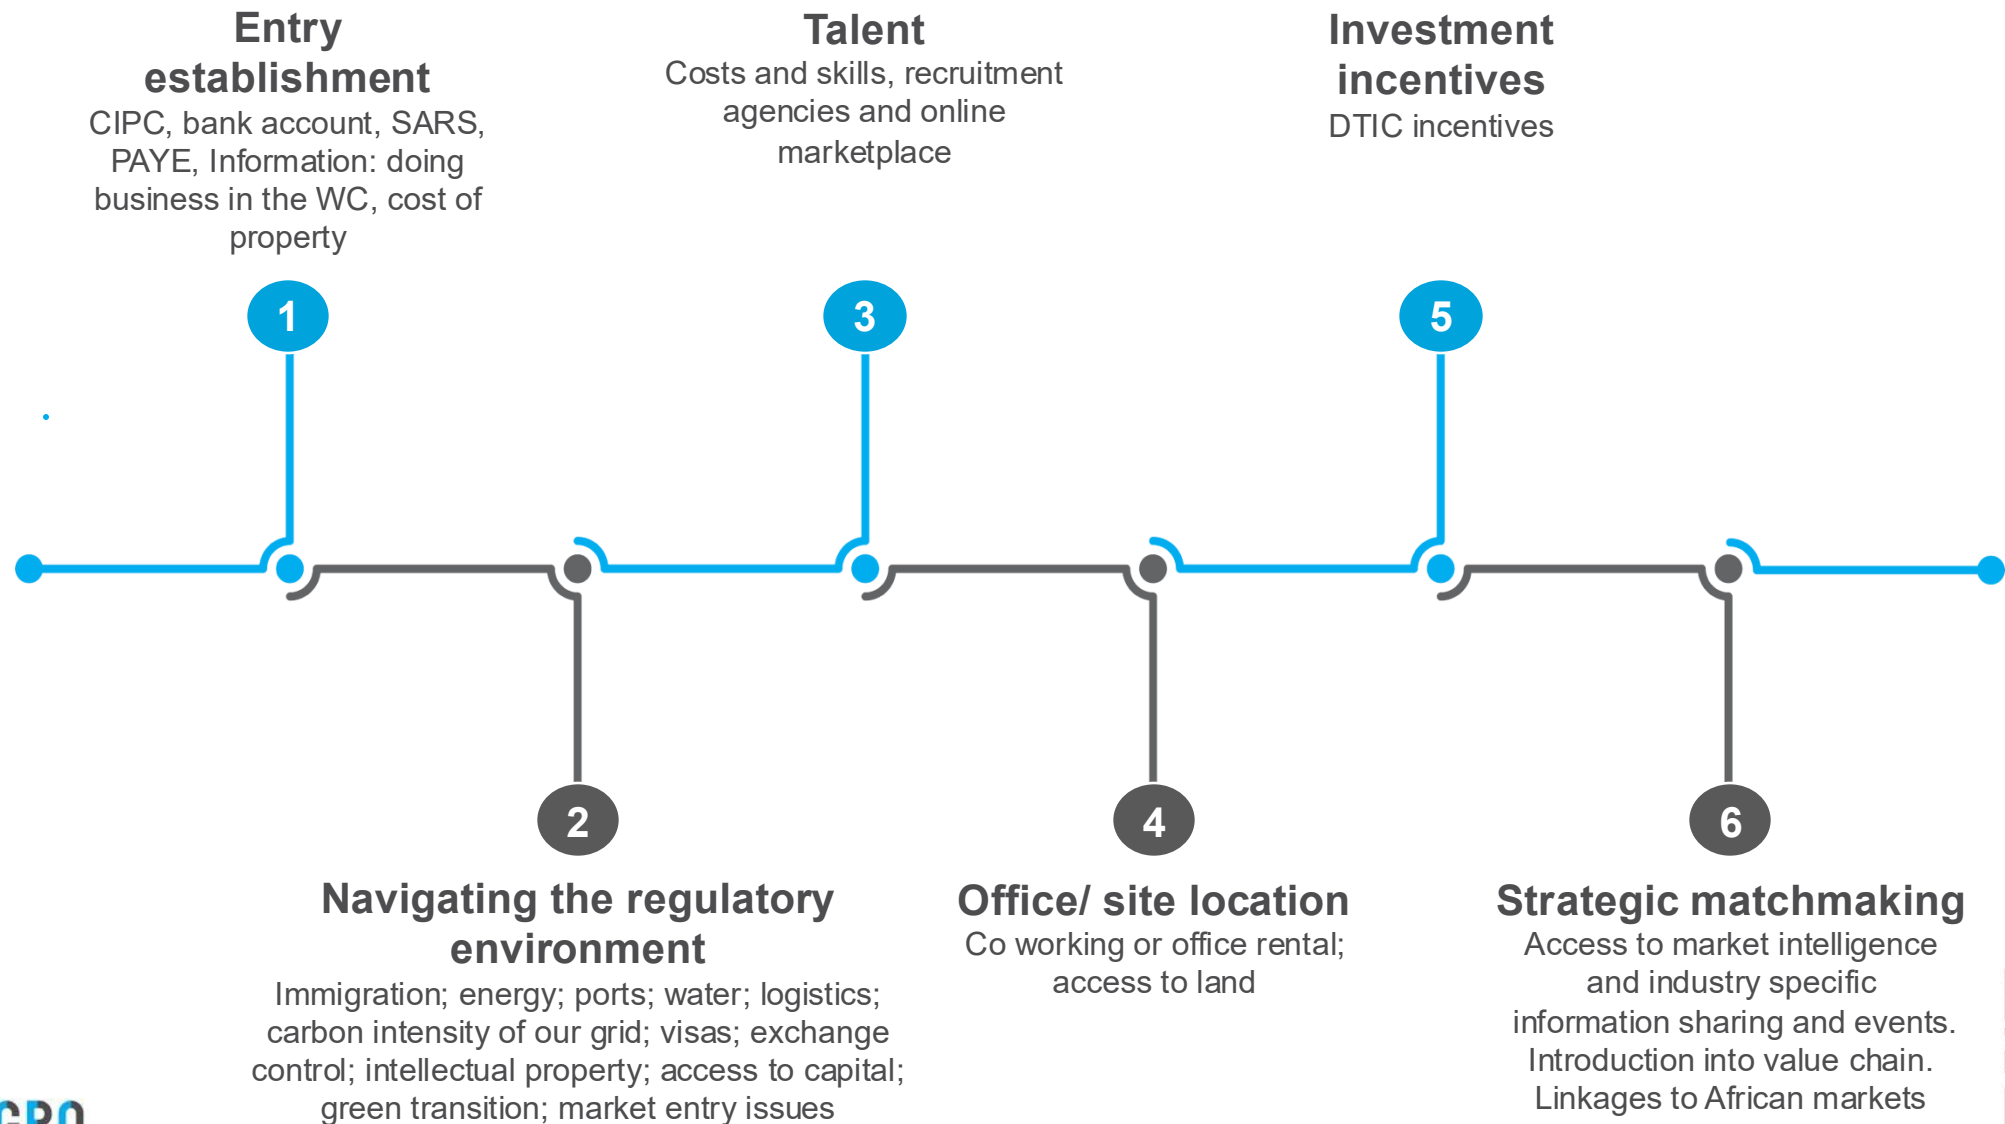 Entry
establishment
CIPC, bank account, SARS,
PAYE, Information: doing
business in the WC, cost of
property
1
Talent
Costs and skills, recruitment
agencies and online
marketplace
3
Investment
incentives
DTIC incentives
5
2
Navigating the regulatory
environment
Immigration; energy; ports; water; logistics;
carbon intensity of our grid; visas; exchange
control; intellectual property; access to capital;
green transition; market entry issues
4
Office/ site location
Co working or office rental;
access to land
6
Strategic matchmaking
Access to market intelligence
and industry specific
information sharing and events.
Introduction into value chain.
Linkages to African markets